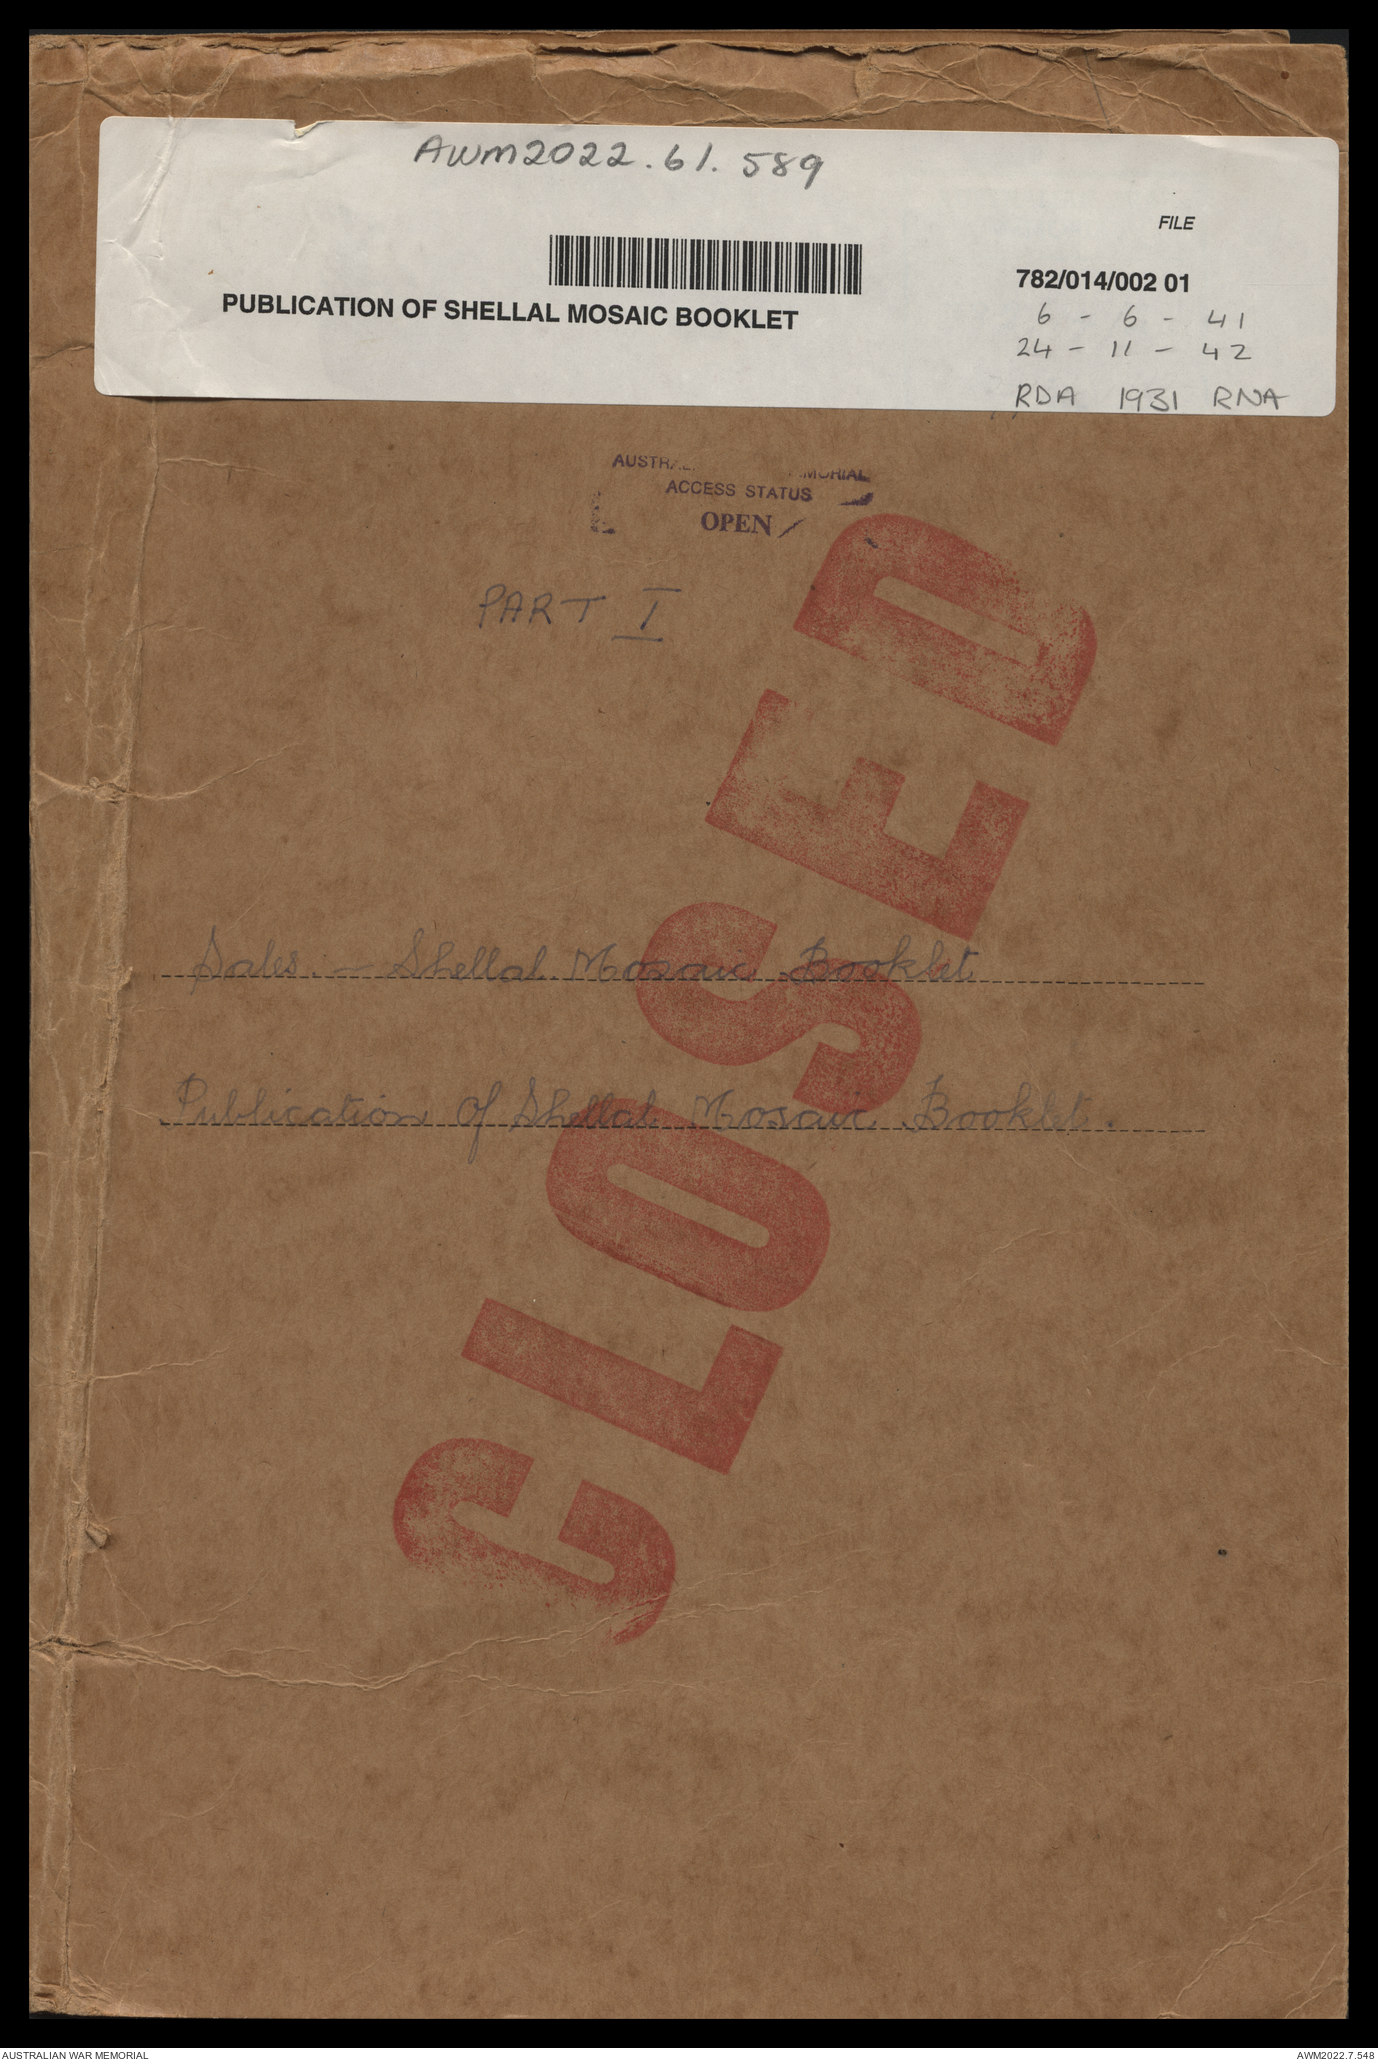 AWM2022.61.589
FILE
782/014/002 01
PUBLICATION OF SHELLAL MOSAIC BOOKLET
6 - 6 - 41
24 - 11 - 42
RDA 1931 RNA
ACCESS STATUS
OPEN
PART I
Sales. - Shellal Mosaic Booklet
Publication Of Shellal Mosaic Booklet.
CLOSED
AUSTRALIAN WAR MEMORIAL
AWM2022.7.548